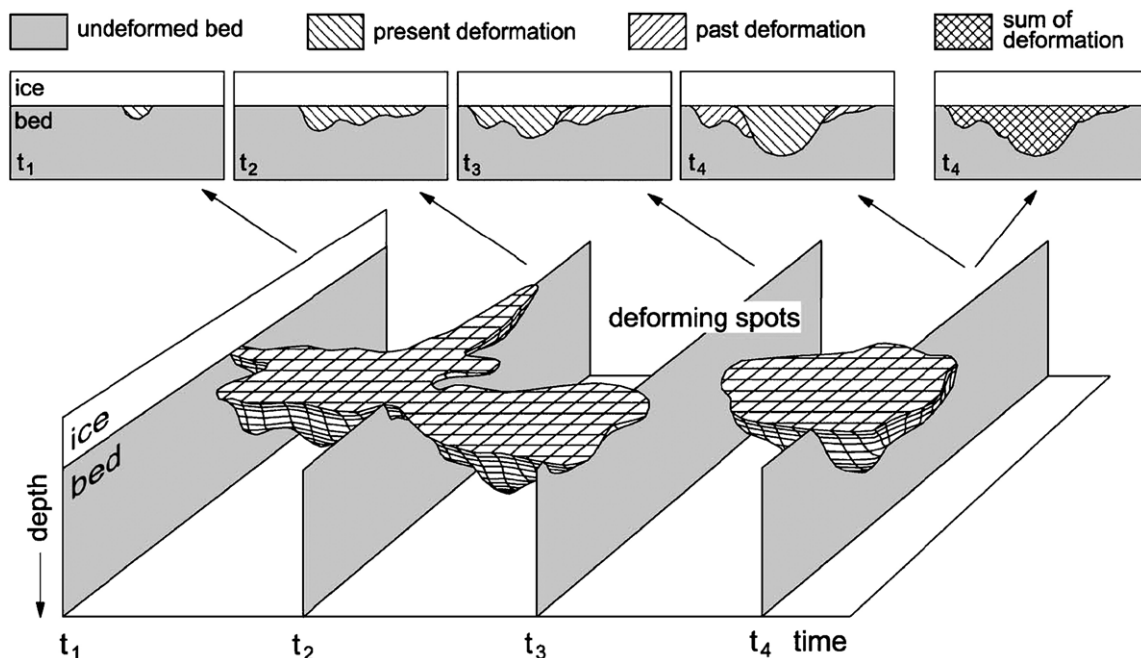 undeformed bed
present deformation
past deformation
sum of
deformation
ice
bed
t₁
t₂
t₃
t₄
t₄
deforming spots
ice
bed
depth
t₁
t₂
t₃
t₄ time